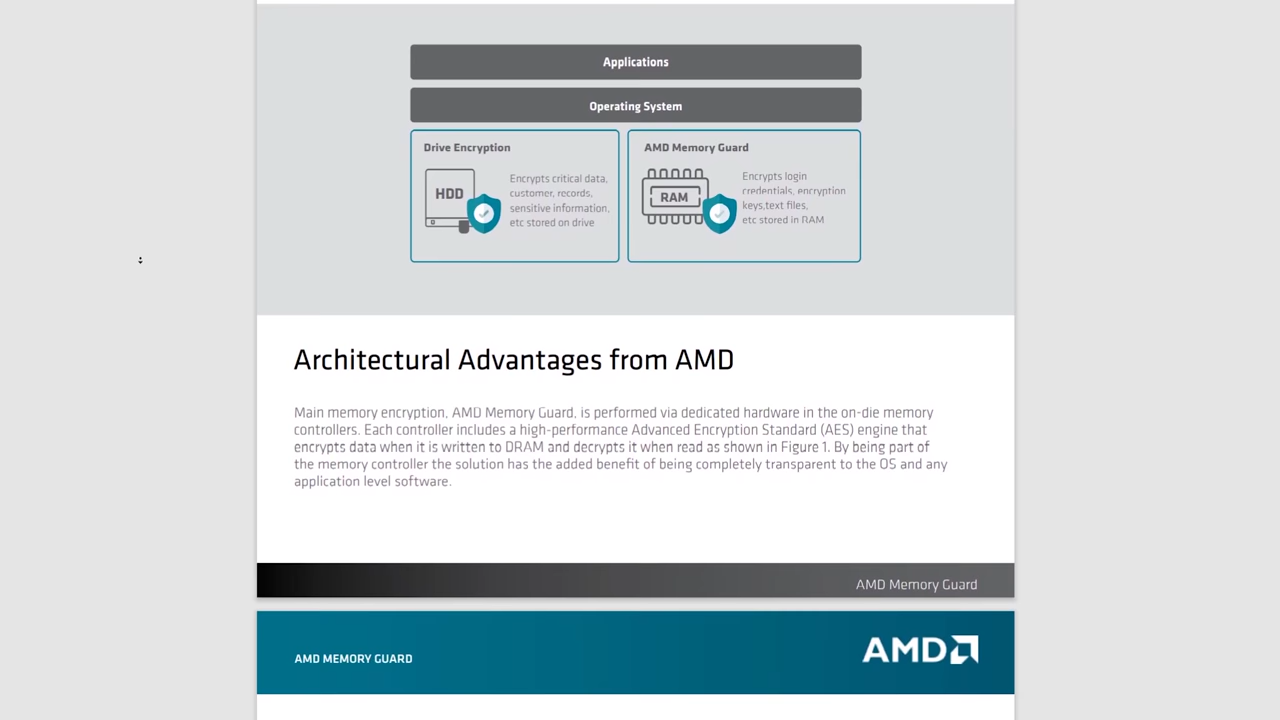 Applications
Operating System
Drive Encryption
HDD
Encrypts critical data,
customer, records,
sensitive information,
etc stored on drive
AMD Memory Guard
RAM
Encrypts login
credentials, encryption
keys,text files,
etc stored in RAM
Architectural Advantages from AMD
Main memory encryption, AMD Memory Guard, is performed via dedicated hardware in the on-die memory
controllers. Each controller includes a high-performance Advanced Encryption Standard (AES) engine that
encrypts data when it is written to DRAM and decrypts it when read as shown in Figure 1. By being part of
the memory controller the solution has the added benefit of being completely transparent to the OS and any
application level software.
AMD Memory Guard
AMD MEMORY GUARD
AMD